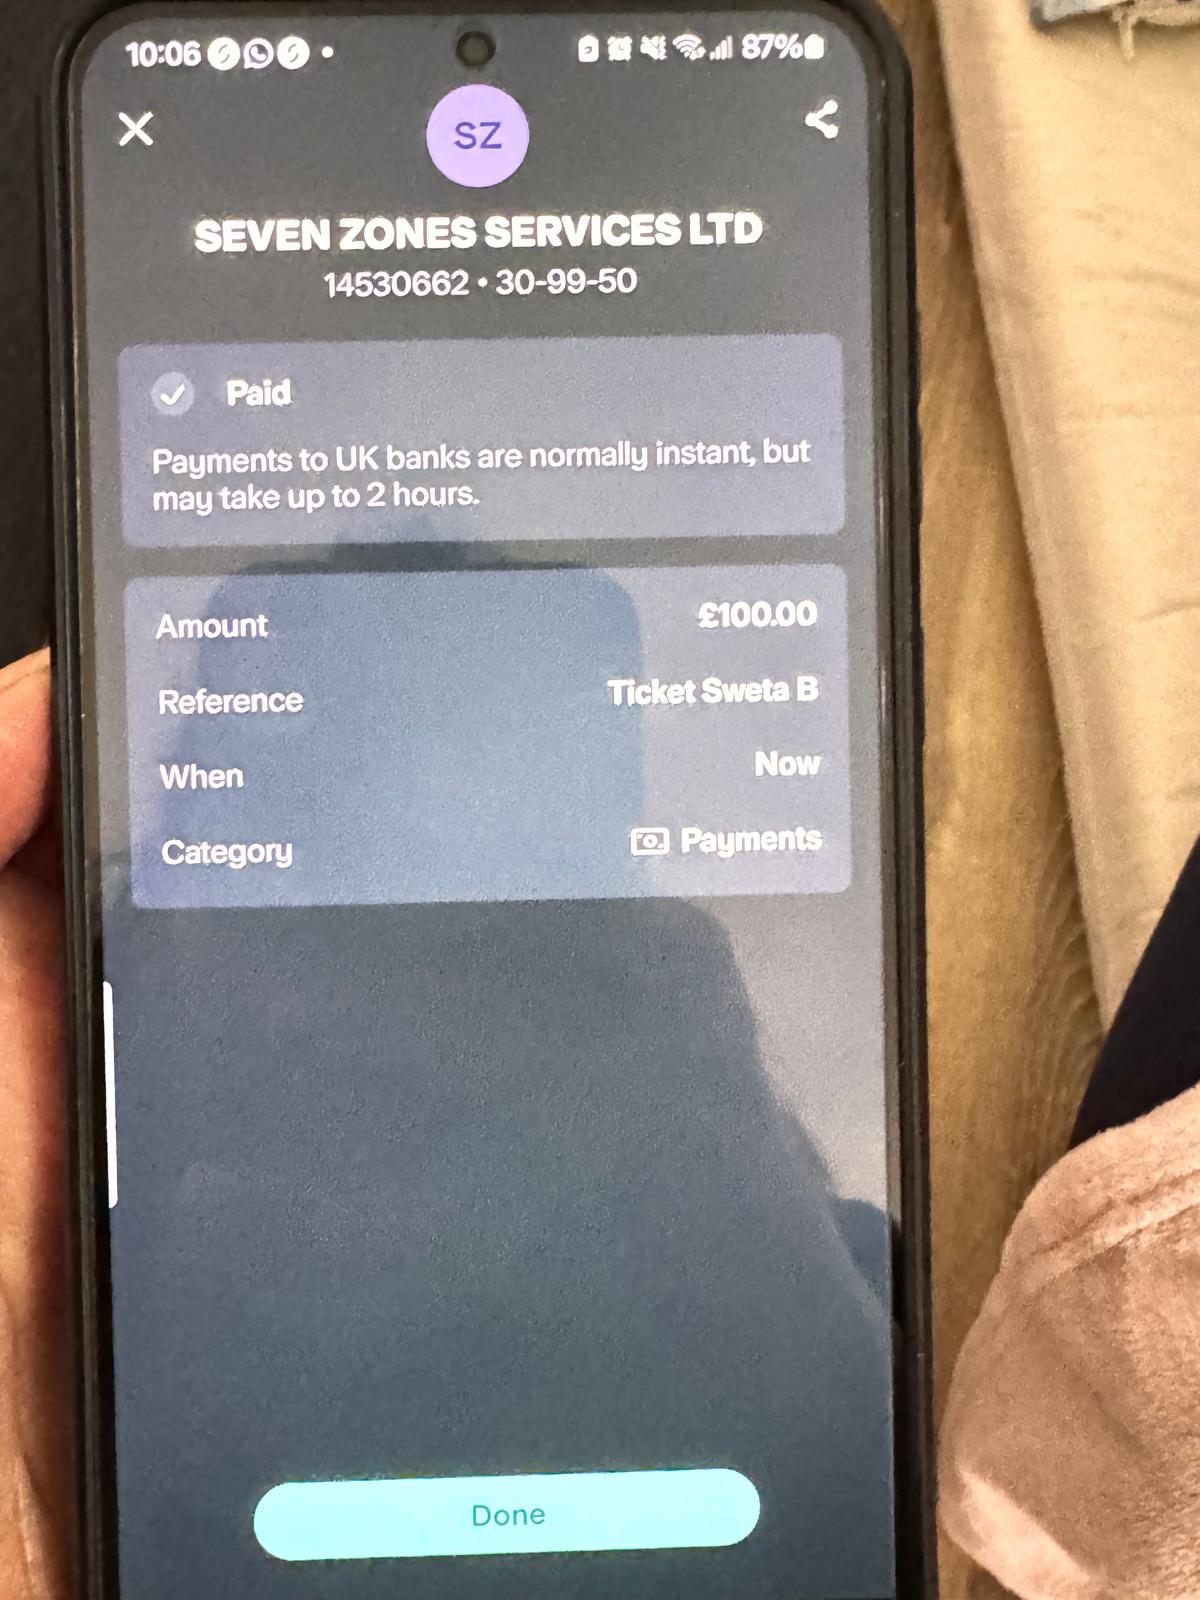 10:06 87%
SZ
SEVEN ZONES SERVICES LTD
14530662 • 30-99-50
Paid
Payments to UK banks are normally instant, but
may take up to 2 hours.
Amount £100.00
Reference Ticket Sweta B
When Now
Category Payments
Done